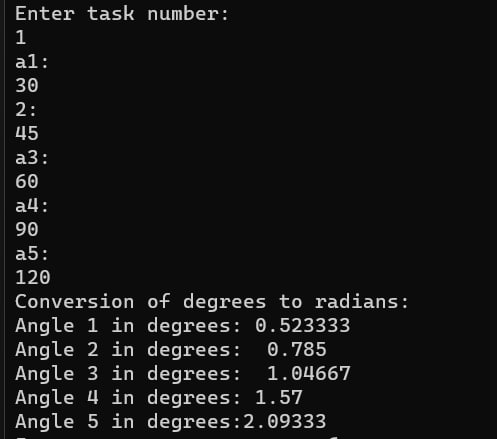 Enter task number:
1
a1:
30
2:
45
a3:
60
a4:
90
a5:
120
Conversion of degrees to radians:
Angle 1 in degrees: 0.523333
Angle 2 in degrees:  0.785
Angle 3 in degrees:  1.04667
Angle 4 in degrees: 1.57
Angle 5 in degrees:2.09333